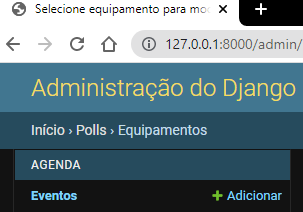 Selecione equipamento para mo
127.0.0.1:8000/admin/
Administração do Django
Início › Polls › Equipamentos
AGENDA
Eventos + Adicionar